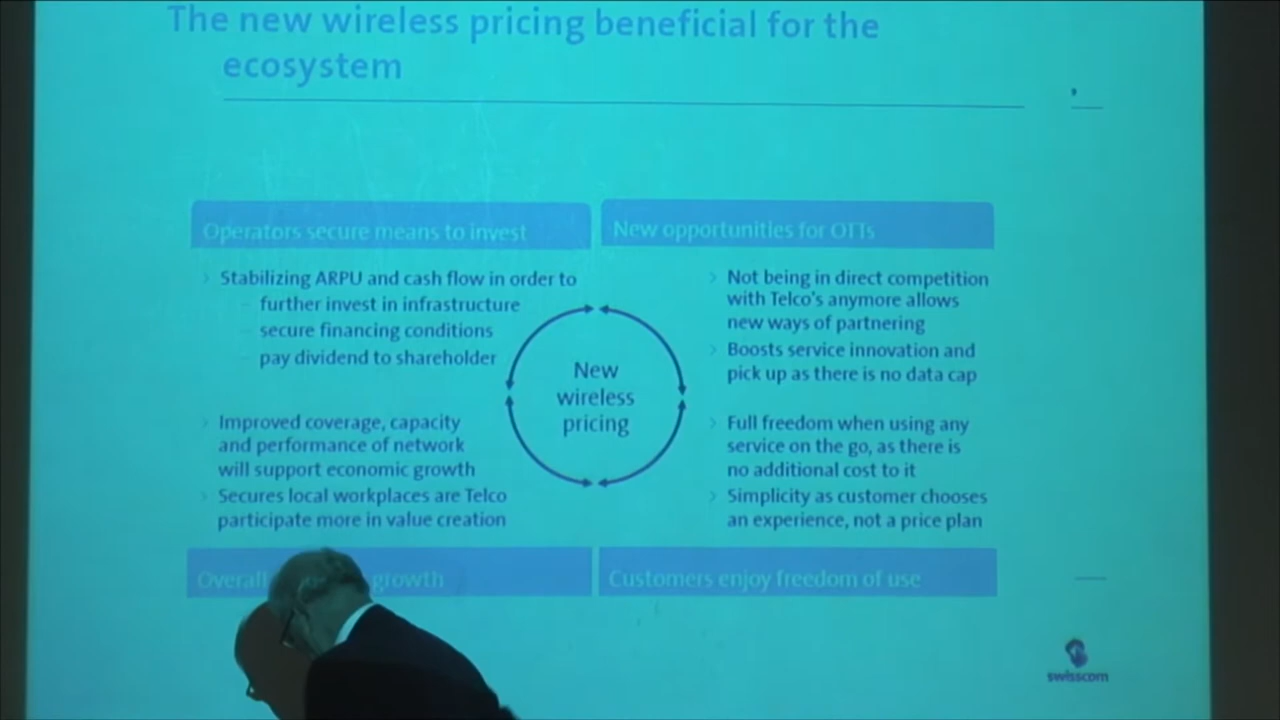 The new wireless pricing beneficial for the
ecosystem
Operators secure means to invest
Stabilizing ARPU and cash flow in order to
– further invest in infrastructure
– secure financing conditions
– pay dividend to shareholder
New opportunities for OTTs
Not being in direct competition
with Telco's anymore allows
new ways of partnering
Boosts service innovation and
pick up as there is no data cap
New
wireless
pricing
Improved coverage, capacity
and performance of network
will support economic growth
Secures local workplaces are Telco
participate more in value creation
Overall growth
Full freedom when using any
service on the go, as there is
no additional cost to it
Simplicity as customer chooses
an experience, not a price plan
Customers enjoy freedom of use
swisscom